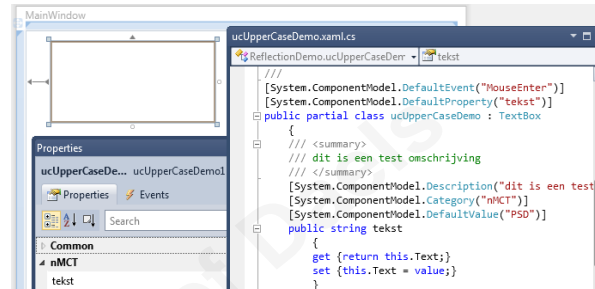 MainWindow
ucUpperCaseDemo.xaml.cs
ReflectionDemo.ucUpperCaseDerr tekst
///
[System.ComponentModel.DefaultEvent("MouseEnter")]
[System.ComponentModel.DefaultProperty("tekst")]
public partial class ucUpperCaseDemo : TextBox
{
/// <summary>
/// dit is een test omschrijving
/// </summary>
[System.ComponentModel.Description("dit is een test
[System.ComponentModel.Category("nMCT")]
[System.ComponentModel.DefaultValue("PSD")]
public string tekst
{
get {return this.Text;}
set {this.Text = value;}
}
Properties
ucUpperCaseDe... ucUpperCaseDemo1
Properties Events
Search
Common
nMCT
tekst